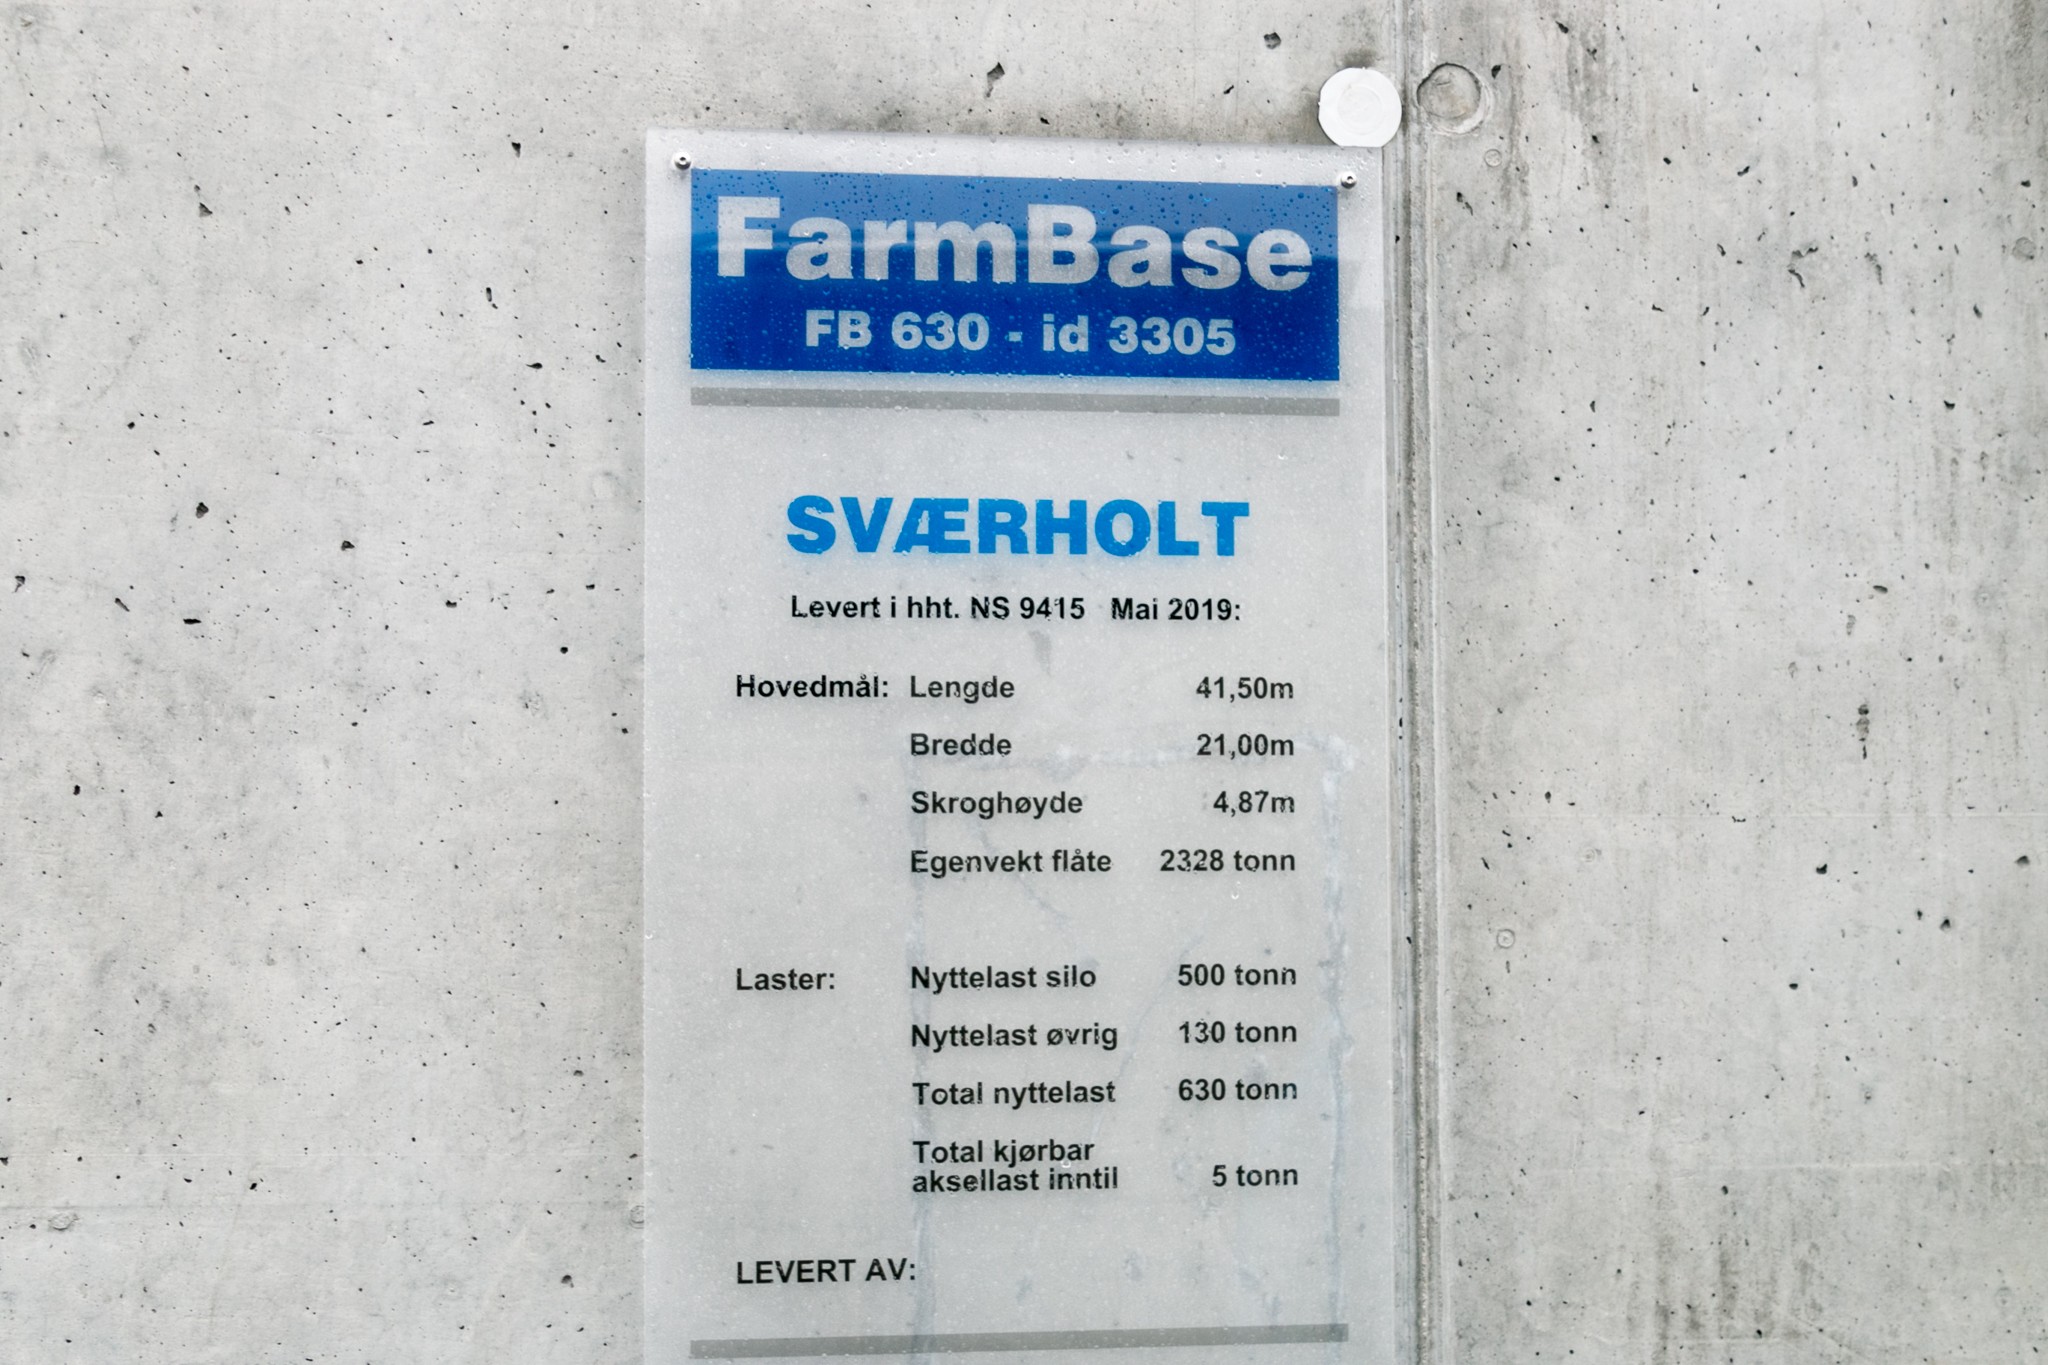 FarmBase
FB 630 - id 3305
SVÆRHOLT
Levert i hht. NS 9415 Mai 2019:
Hovedmål: Lengde 41,50m
Bredde 21,00m
Skroghøyde 4,87m
Egenvekt flåte 2328 tonn
Laster: Nyttelast silo 500 tonn
Nyttelast øvrig 130 tonn
Total nyttelast 630 tonn
Total kjørbar
aksellast inntil 5 tonn
LEVERT AV: